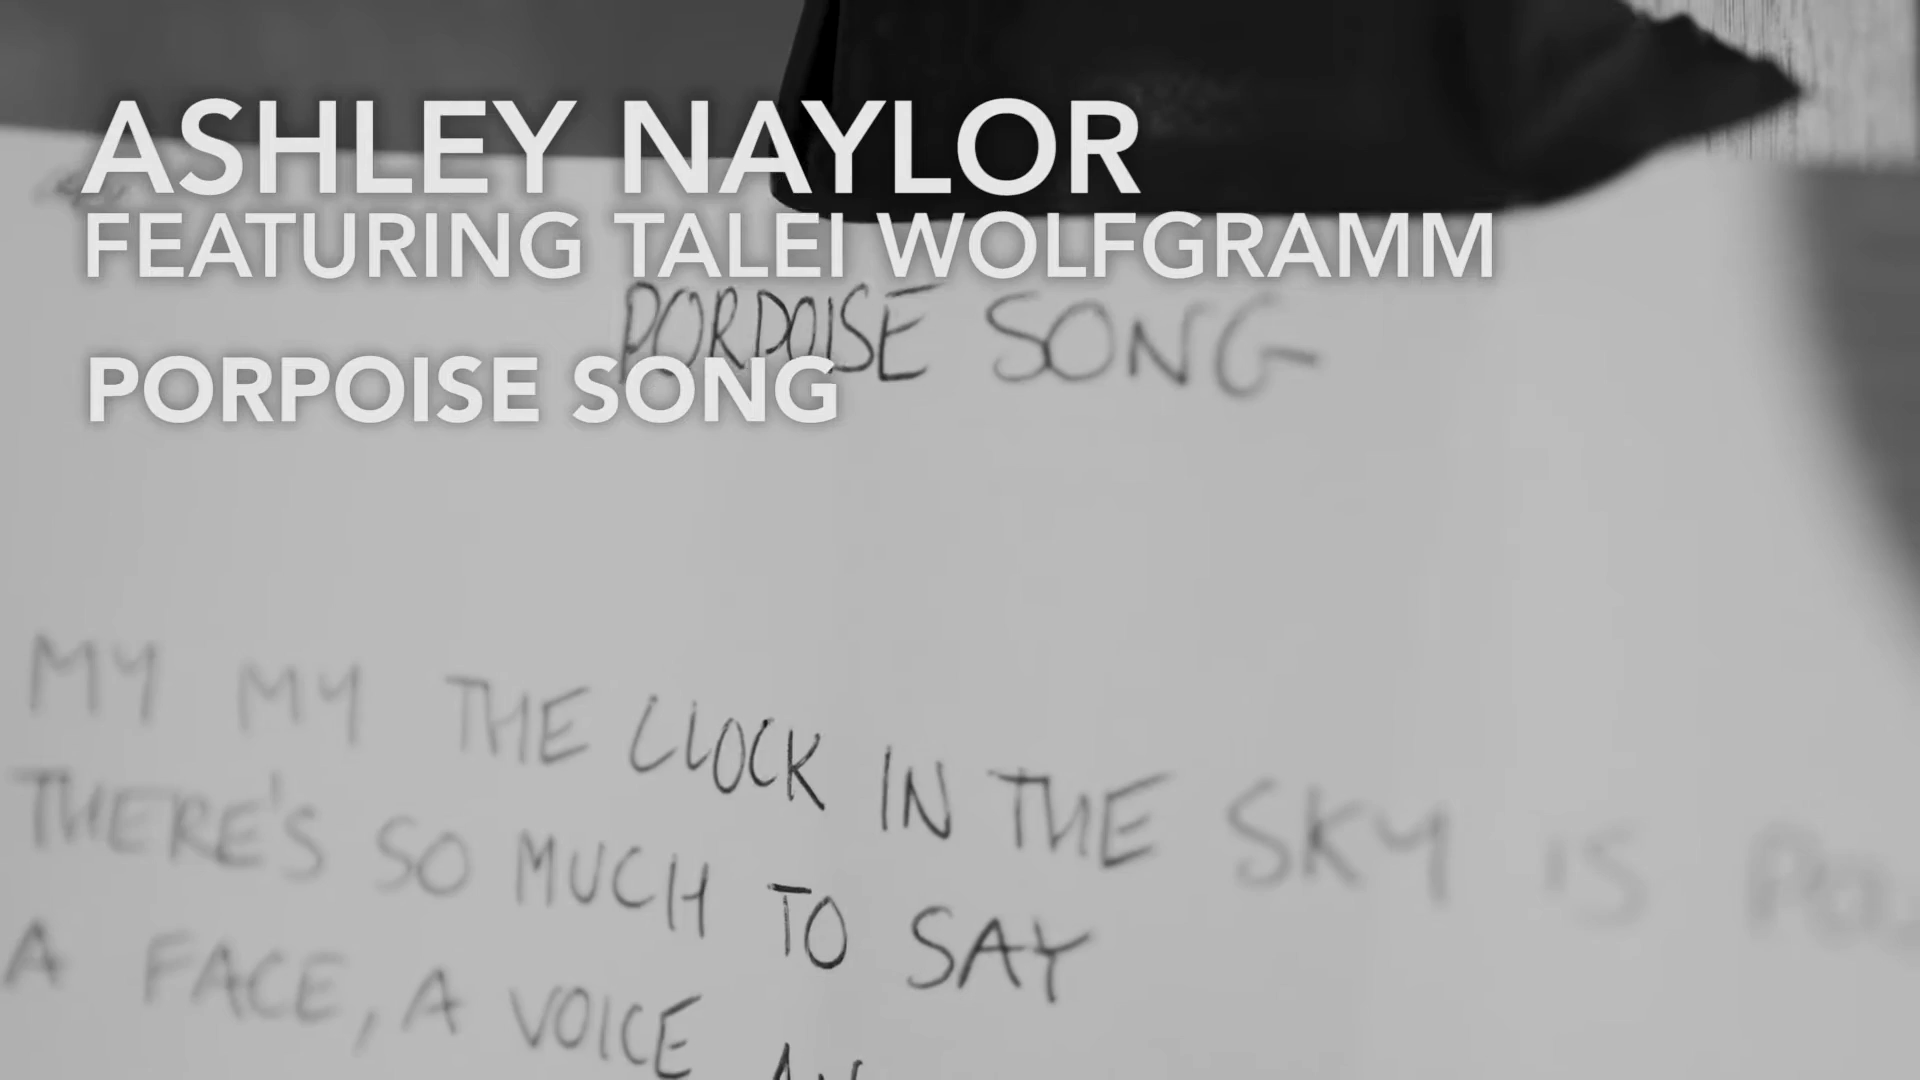 ASHLEY NAYLOR
FEATURING TALEI WOLFGRAMM
PORPOISE SONG
PORPOISE SONG
MY MY THE CLOCK IN THE SKY IS
THERE'S SO MUCH TO SAY
A FACE, A VOICE